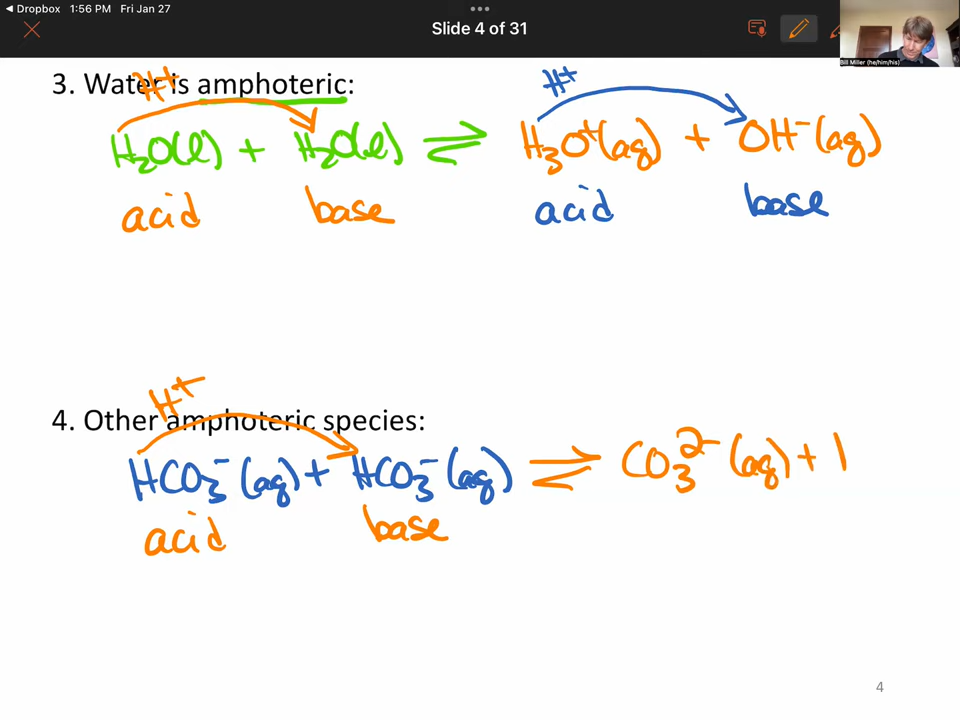 Dropbox 1:56 PM Fri Jan 27
Slide 4 of 31
Bill Miller (he/him/his)
3. Water is amphoteric:
H⁺ H⁺
H₂O(l) + H₂O(l) ⇌ H₃O⁺(aq) + OH⁻(aq)
acid base acid base
H⁺
4. Other amphoteric species:
HCO₃⁻(aq) + HCO₃⁻(aq) ⇌ CO₃²⁻(aq) + 1
acid base
4